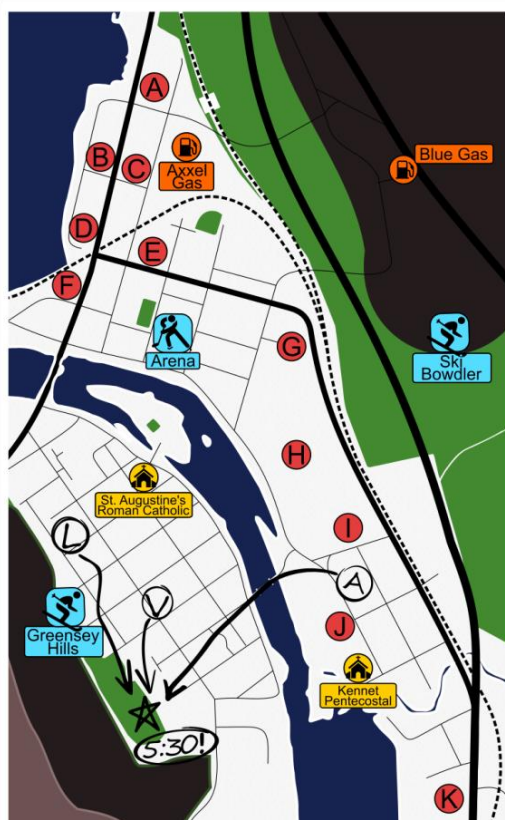 A
B
C
Axxel
Gas
Blue Gas
D
E
F
Arena
G
Ski
Bowdler
H
St. Augustine's
Roman Catholic
I
L
A
V
Greensey
Hills
J
Kennet
Pentecostal
5:30!
K